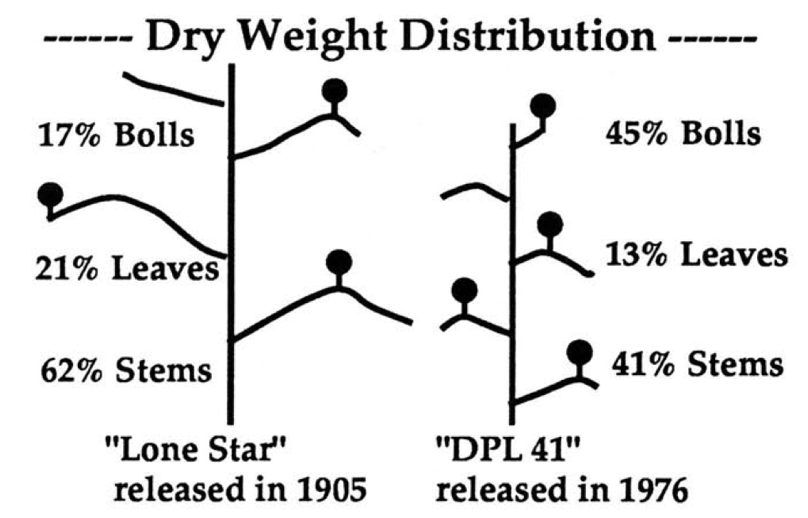 ------ Dry Weight Distribution ------
17% Bolls
21% Leaves
62% Stems
"Lone Star"
released in 1905
45% Bolls
13% Leaves
41% Stems
"DPL 41"
released in 1976